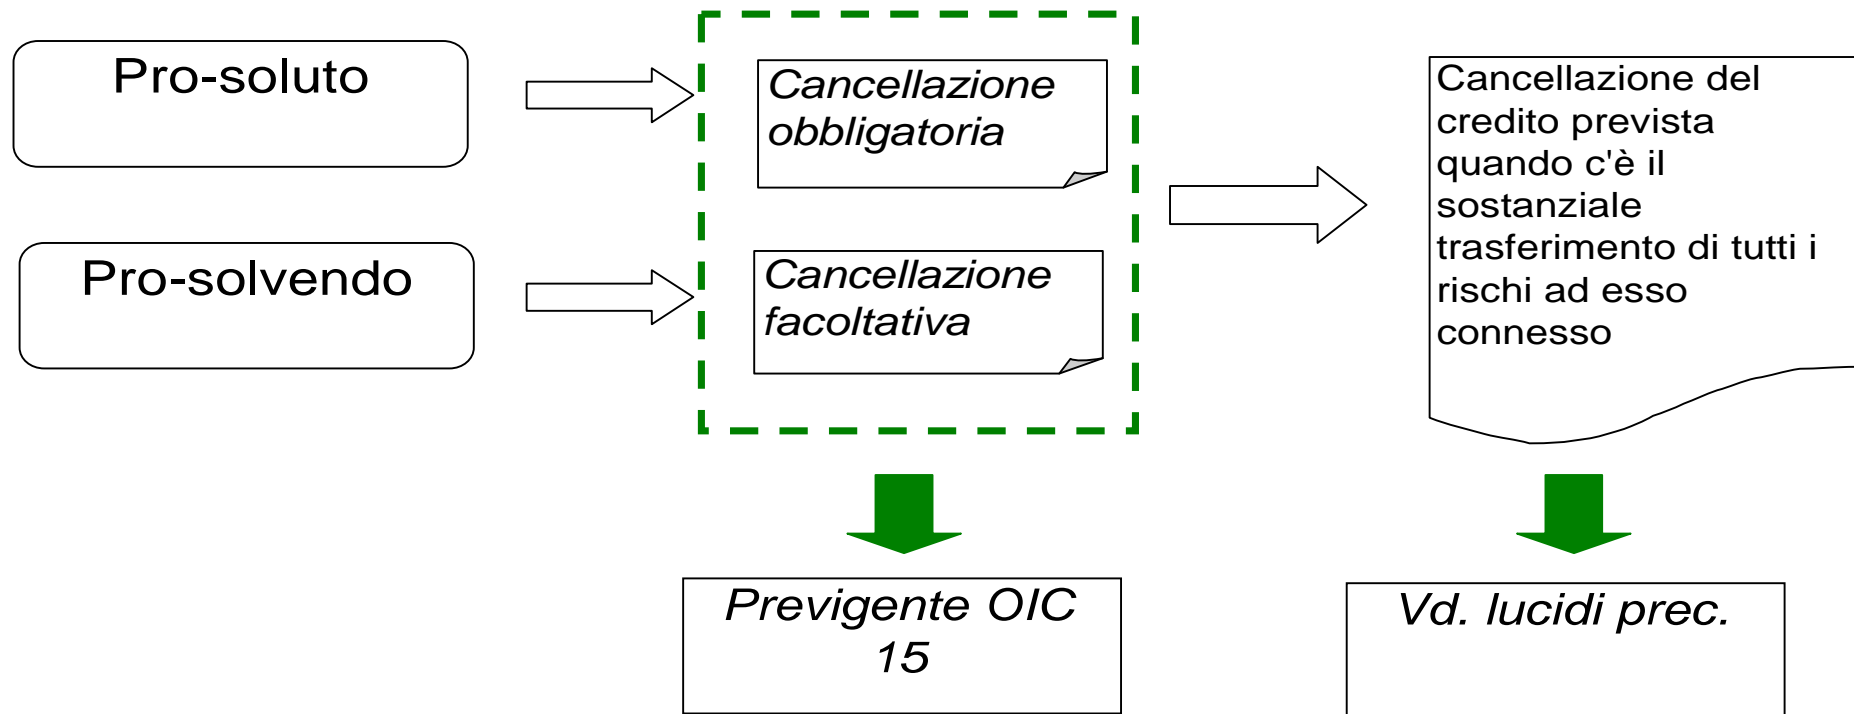 Pro-soluto
Pro-solvendo
Cancellazione
obbligatoria
Cancellazione
facoltativa
Cancellazione del
credito prevista
quando c'è il
sostanziale
trasferimento di tutti i
rischi ad esso
connesso
Previgente OIC
15
Vd. lucidi prec.